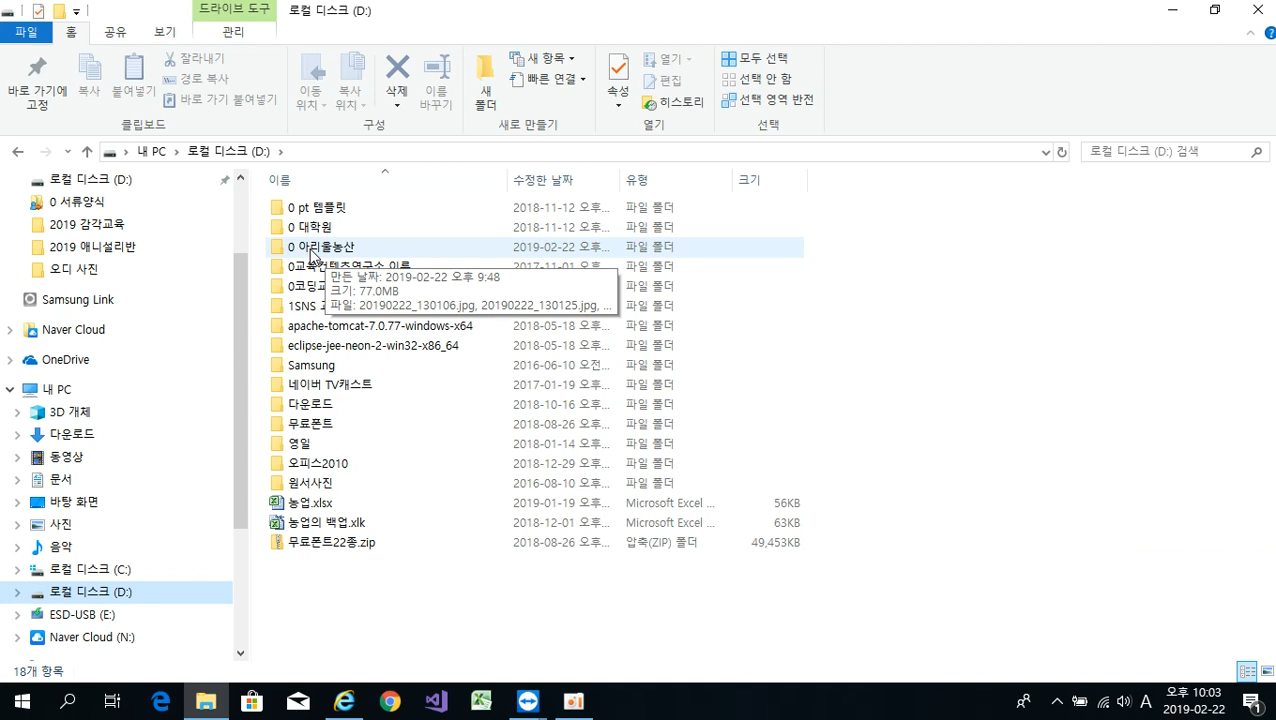 드라이브 도구
로컬 디스크 (D:)
파일
홈
공유
보기
관리
바로 가기에
고정
복사
붙여넣기
잘라내기
경로 복사
바로 가기 붙여넣기
클립보드
이동
위치
복사
위치
삭제
이름
바꾸기
구성
새
폴더
새 항목
빠른 연결
새로 만들기
속성
열기
편집
히스토리
열기
모두 선택
선택 안 함
선택 영역 반전
선택
내 PC
로컬 디스크 (D:)
로컬 디스크 (D:) 검색
로컬 디스크 (D:)
0 서류양식
2019 감각교육
2019 애니설리반
오디 사진
Samsung Link
Naver Cloud
OneDrive
내 PC
3D 개체
다운로드
동영상
문서
바탕 화면
사진
음악
로컬 디스크 (C:)
로컬 디스크 (D:)
ESD-USB (E:)
Naver Cloud (N:)
이름 수정한 날짜 유형 크기
0 pt 템플릿 2018-11-12 오후... 파일 폴더
0 대학원 2018-11-12 오후... 파일 폴더
0 아리울농산 2019-02-22 오후... 파일 폴더
0교육컨텐츠연구소 이름 2017-11-01 오후... 파일 폴더
만든 날짜: 2019-02-22 오후 9:48
크기: 77.0MB
파일: 20190222_130106.jpg, 20190222_130125.jpg, ...
0코딩 파일 폴더
1SNS 파일 폴더
apache-tomcat-7.0.77-windows-x64 2018-05-18 오후... 파일 폴더
eclipse-jee-neon-2-win32-x86_64 2018-05-18 오후... 파일 폴더
Samsung 2016-06-10 오전... 파일 폴더
네이버 TV캐스트 2017-01-19 오후... 파일 폴더
다운로드 2018-10-16 오후... 파일 폴더
무료폰트 2018-08-26 오후... 파일 폴더
영일 2018-01-14 오후... 파일 폴더
오피스2010 2018-12-29 오후... 파일 폴더
원서사진 2016-08-10 오후... 파일 폴더
농업.xlsx 2019-01-19 오후... Microsoft Excel ... 56KB
농업의 백업.xlk 2018-12-01 오후... Microsoft Excel ... 63KB
무료폰트22종.zip 2018-08-26 오후... 압축(ZIP) 폴더 49,453KB
18개 항목
A
오후 10:03
2019-02-22
1